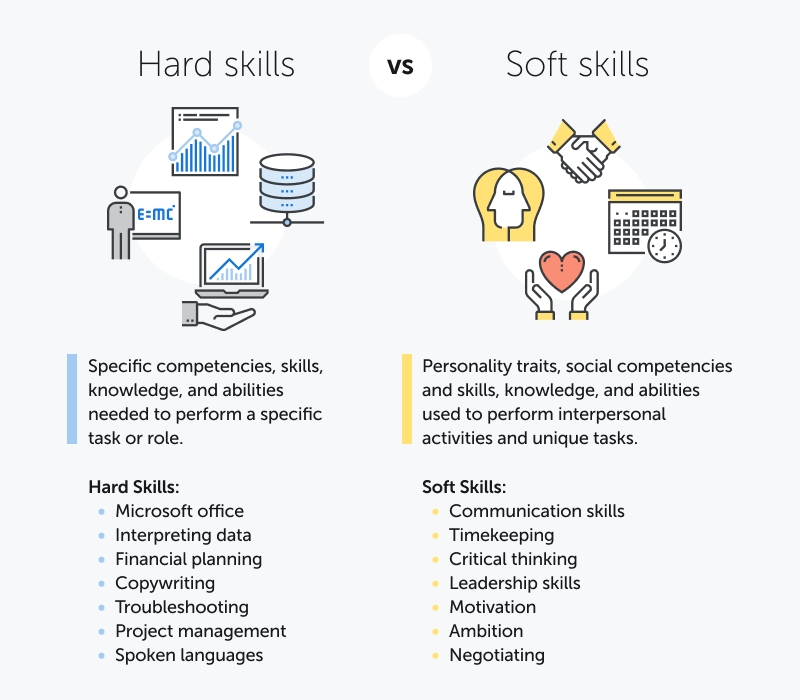 Hard skills
vs
Soft skills
E=MC²
Specific competencies, skills,
knowledge, and abilities
needed to perform a specific
task or role.
Hard Skills:
Microsoft office
Interpreting data
Financial planning
Copywriting
Troubleshooting
Project management
Spoken languages
Personality traits, social competencies
and skills, knowledge, and abilities
used to perform interpersonal
activities and unique tasks.
Soft Skills:
Communication skills
Timekeeping
Critical thinking
Leadership skills
Motivation
Ambition
Negotiating